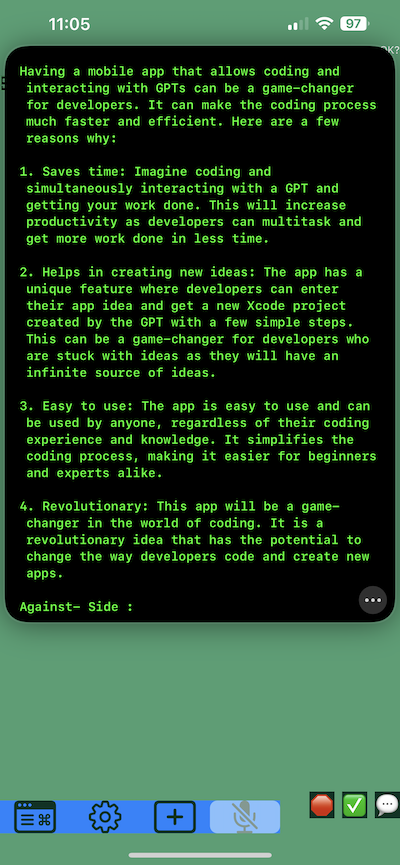 11:05
97
OK?
Having a mobile app that allows coding and
interacting with GPTs can be a game-changer
for developers. It can make the coding process
much faster and efficient. Here are a few
reasons why:
1. Saves time: Imagine coding and
simultaneously interacting with a GPT and
getting your work done. This will increase
productivity as developers can multitask and
get more work done in less time.
2. Helps in creating new ideas: The app has a
unique feature where developers can enter
their app idea and get a new Xcode project
created by the GPT with a few simple steps.
This can be a game-changer for developers who
are stuck with ideas as they will have an
infinite source of ideas.
3. Easy to use: The app is easy to use and can
be used by anyone, regardless of their coding
experience and knowledge. It simplifies the
coding process, making it easier for beginners
and experts alike.
4. Revolutionary: This app will be a game-
changer in the world of coding. It is a
revolutionary idea that has the potential to
change the way developers code and create new
apps.
Against- Side :